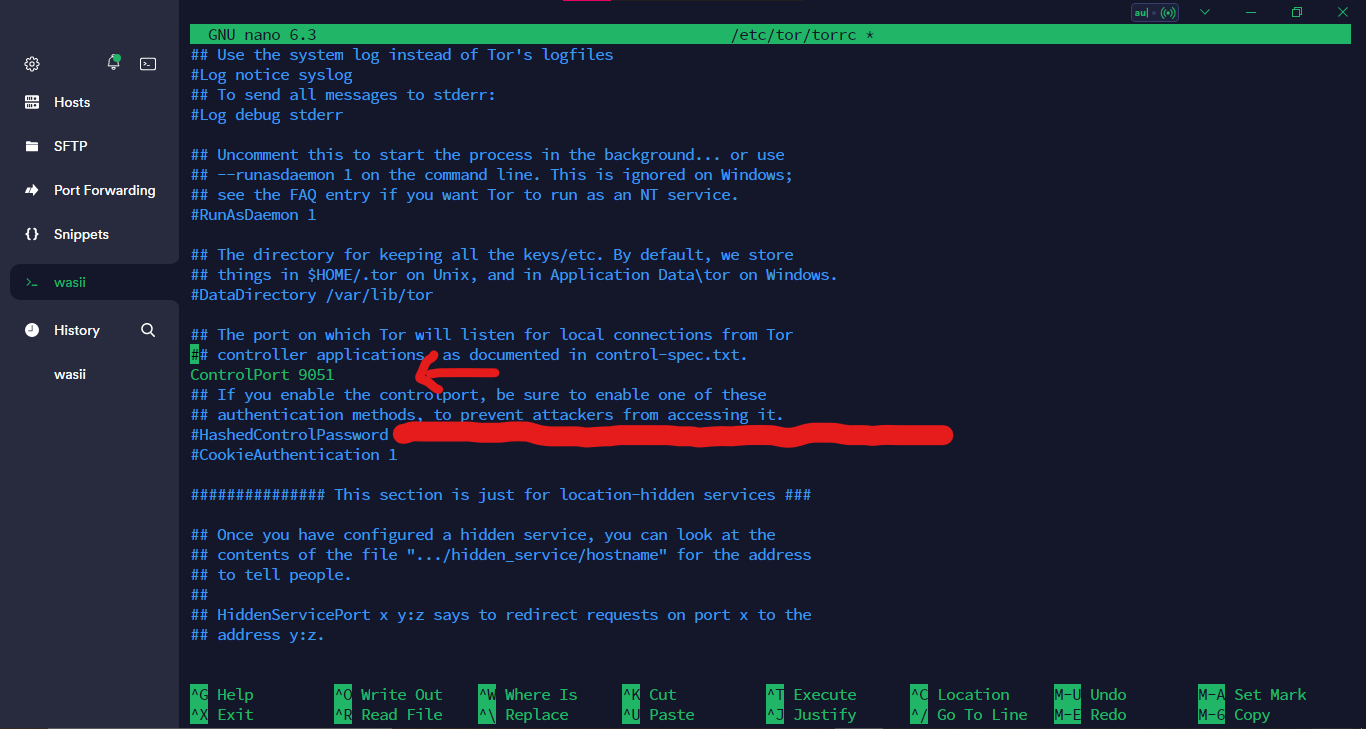 au|
GNU nano 6.3 /etc/tor/torrc *
## Use the system log instead of Tor's logfiles
#Log notice syslog
## To send all messages to stderr:
#Log debug stderr
## Uncomment this to start the process in the background... or use
## --runasdaemon 1 on the command line. This is ignored on Windows;
## see the FAQ entry if you want Tor to run as an NT service.
#RunAsDaemon 1
## The directory for keeping all the keys/etc. By default, we store
## things in $HOME/.tor on Unix, and in Application Data\tor on Windows.
#DataDirectory /var/lib/tor
## The port on which Tor will listen for local connections from Tor
## controller applications, as documented in control-spec.txt.
ControlPort 9051
## If you enable the controlport, be sure to enable one of these
## authentication methods, to prevent attackers from accessing it.
#HashedControlPassword
#CookieAuthentication 1
############### This section is just for location-hidden services ###
## Once you have configured a hidden service, you can look at the
## contents of the file ".../hidden_service/hostname" for the address
## to tell people.
##
## HiddenServicePort x y:z says to redirect requests on port x to the
## address y:z.
^G Help ^O Write Out ^W Where Is ^K Cut ^T Execute ^C Location M-U Undo M-A Set Mark
^X Exit ^R Read File ^\ Replace ^U Paste ^J Justify ^/ Go To Line M-E Redo M-6 Copy
Hosts
SFTP
Port Forwarding
{} Snippets
>_ wasii
History
wasii